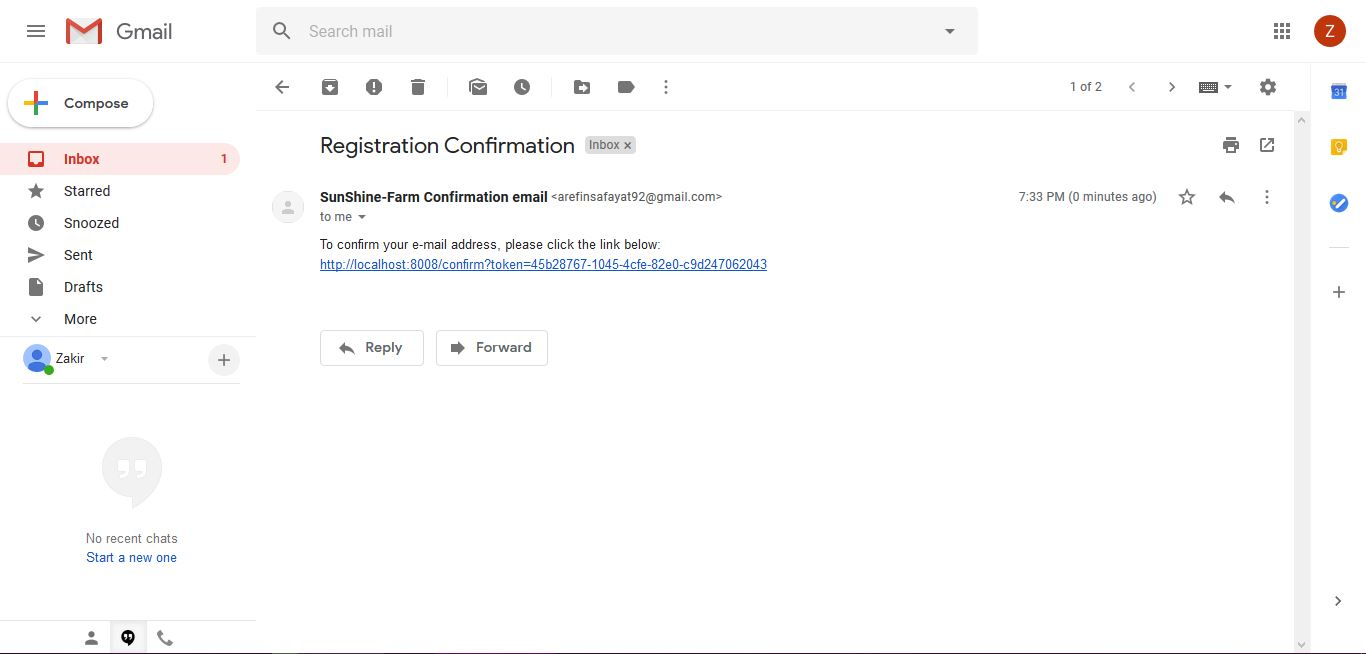 Gmail
Search mail
Z
Compose
1 of 2
31
Inbox 1
Starred
Snoozed
Sent
Drafts
More
Zakir
No recent chats
Start a new one
Registration Confirmation Inbox x
SunShine-Farm Confirmation email <arefinsafayat92@gmail.com> 7:33 PM (0 minutes ago)
to me
To confirm your e-mail address, please click the link below:
http://localhost:8008/confirm?token=45b28767-1045-4cfe-82e0-c9d247062043
Reply Forward